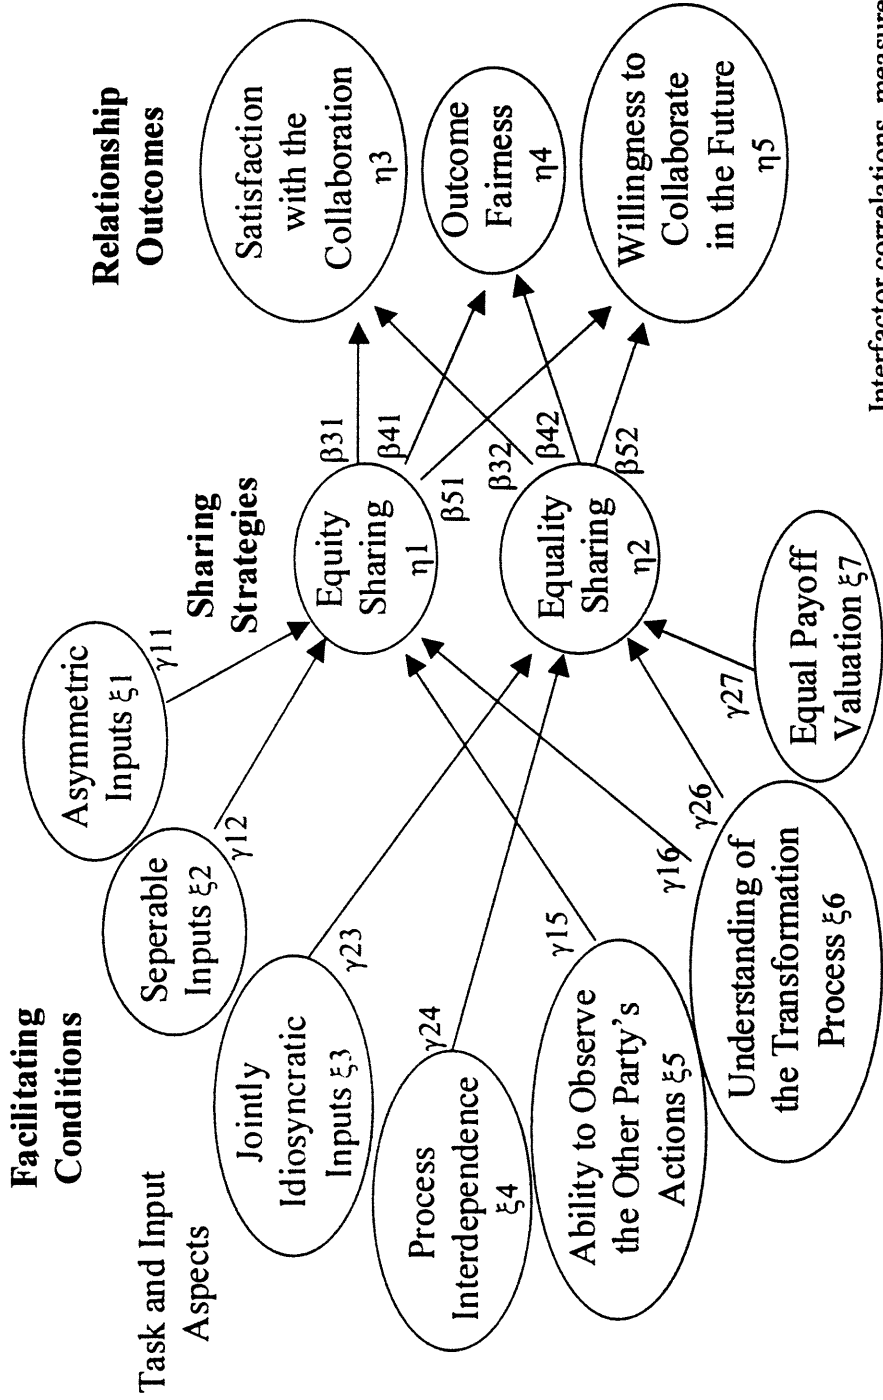 Facilitating
Conditions
Task and Input
Aspects
Asymmetric
Inputs ξ1
Seperable
Inputs ξ2
Jointly
Idiosyncratic
Inputs ξ3
Process
Interdependence
ξ4
Ability to Observe
the Other Party's
Actions ξ5
Understanding of
the Transformation
Process ξ6
Equal Payoff
Valuation ξ7
γ11
γ12
γ23
γ24
γ15
γ16
γ26
γ27
Sharing
Strategies
Equity
Sharing
η1
Equality
Sharing
η2
β31
β41
β51
β32
β42
β52
Relationship
Outcomes
Satisfaction
with the
Collaboration
η3
Outcome
Fairness
η4
Willingness to
Collaborate
in the Future
η5
Interfactor correlations, measure